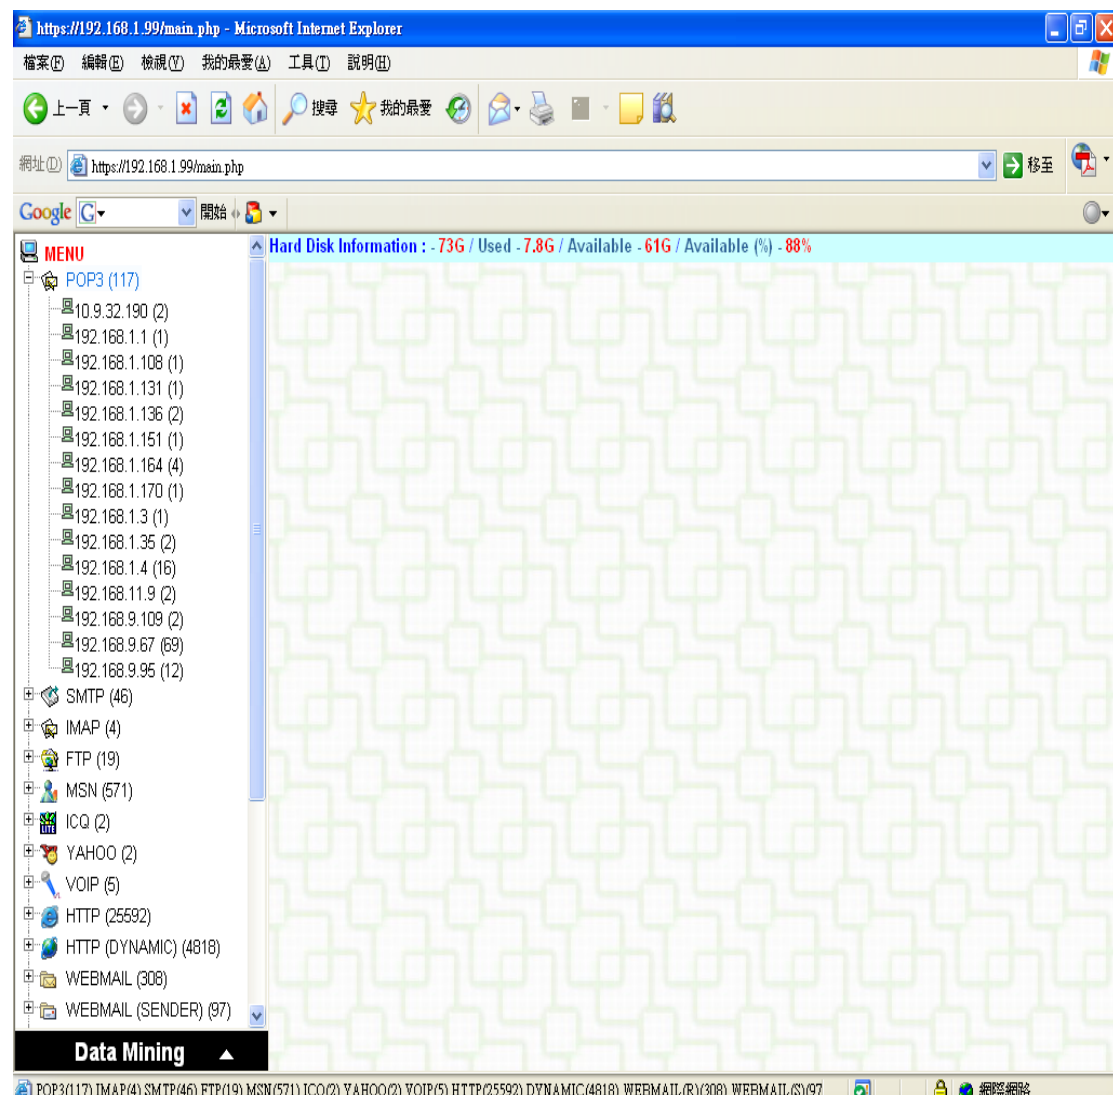 https://192.168.1.99/main.php - Microsoft Internet Explorer
檔案(F) 編輯(E) 檢視(V) 我的最愛(A) 工具(T) 說明(H)
上一頁 搜尋 我的最愛
網址(D) https://192.168.1.99/main.php 移至
Google G 開始
MENU
Hard Disk Information : - 73G / Used - 7.8G / Available - 61G / Available (%) - 88%
POP3 (117)
10.9.32.190 (2)
192.168.1.1 (1)
192.168.1.108 (1)
192.168.1.131 (1)
192.168.1.136 (2)
192.168.1.151 (1)
192.168.1.164 (4)
192.168.1.170 (1)
192.168.1.3 (1)
192.168.1.35 (2)
192.168.1.4 (16)
192.168.11.9 (2)
192.168.9.109 (2)
192.168.9.67 (69)
192.168.9.95 (12)
SMTP (46)
IMAP (4)
FTP (19)
MSN (571)
ICQ (2)
YAHOO (2)
VOIP (5)
HTTP (25592)
HTTP (DYNAMIC) (4818)
WEBMAIL (308)
WEBMAIL (SENDER) (97)
Data Mining
POP3(117) IMAP(4) SMTP(46) FTP(19) MSN(571) ICQ(2) YAHOO(2) VOIP(5) HTTP(25592) DYNAMIC(4818) WEBMAIL(R)(308) WEBMAIL(S)(97 網際網路